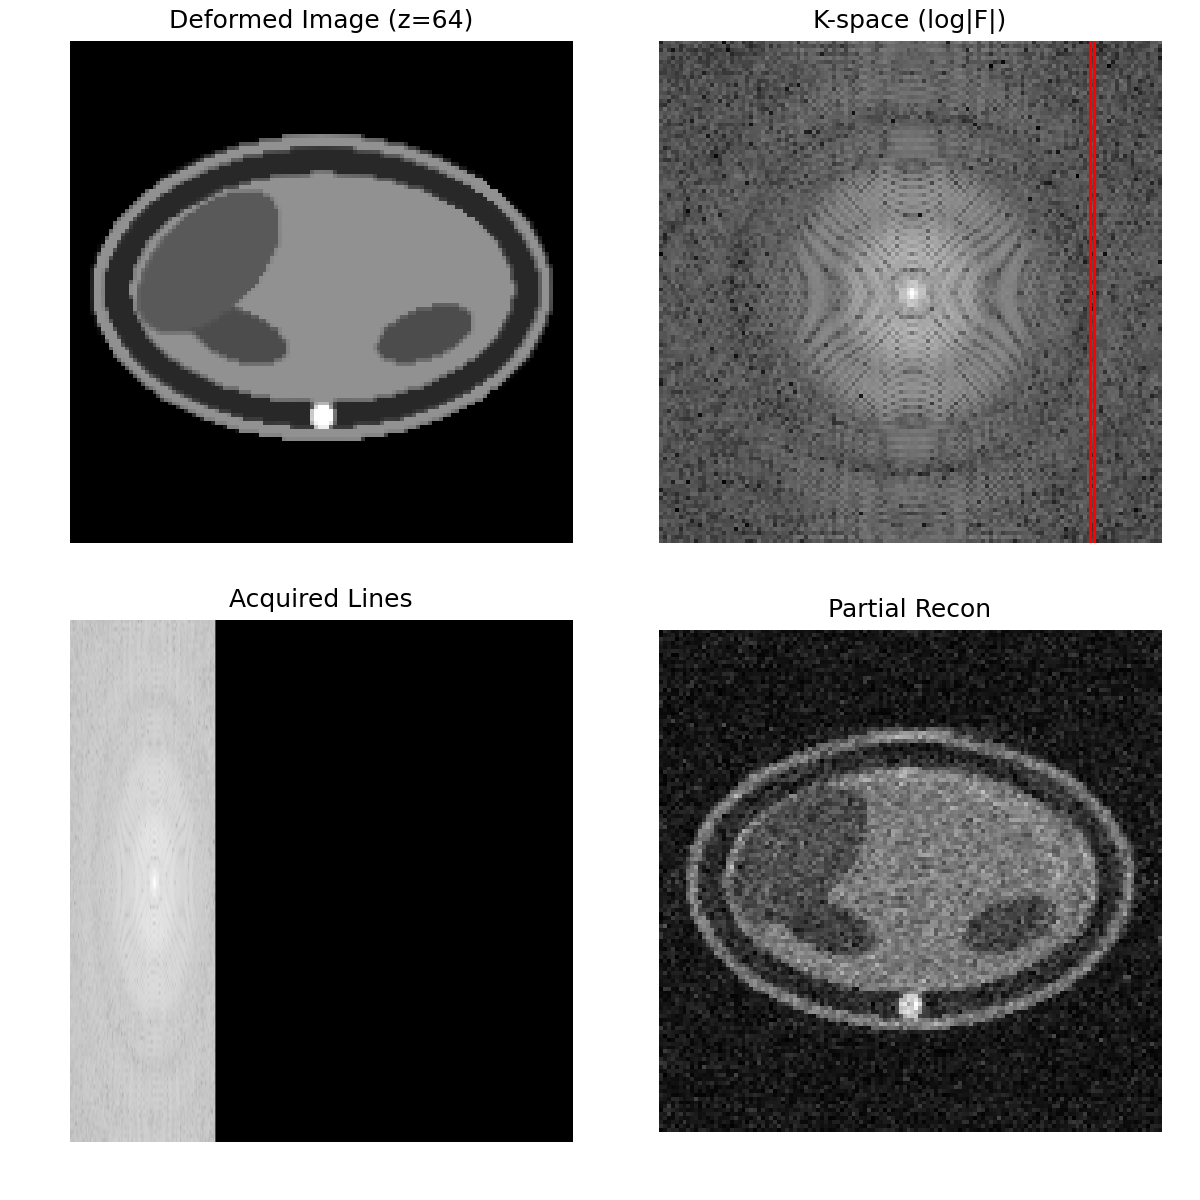 Deformed Image (z=64)
K-space (log|F|)
Acquired Lines
Partial Recon